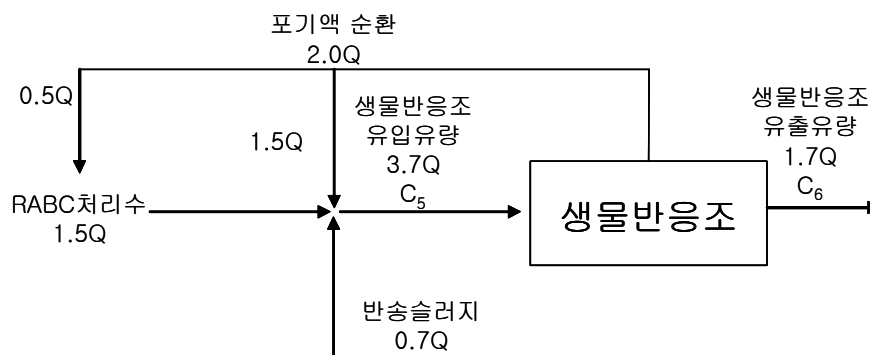 포기액 순환
2.0Q
0.5Q
1.5Q
생물반응조
유입유량
3.7Q
C5
생물반응조
유출유량
1.7Q
C6
RABC처리수
1.5Q
생물반응조
반송슬러지
0.7Q